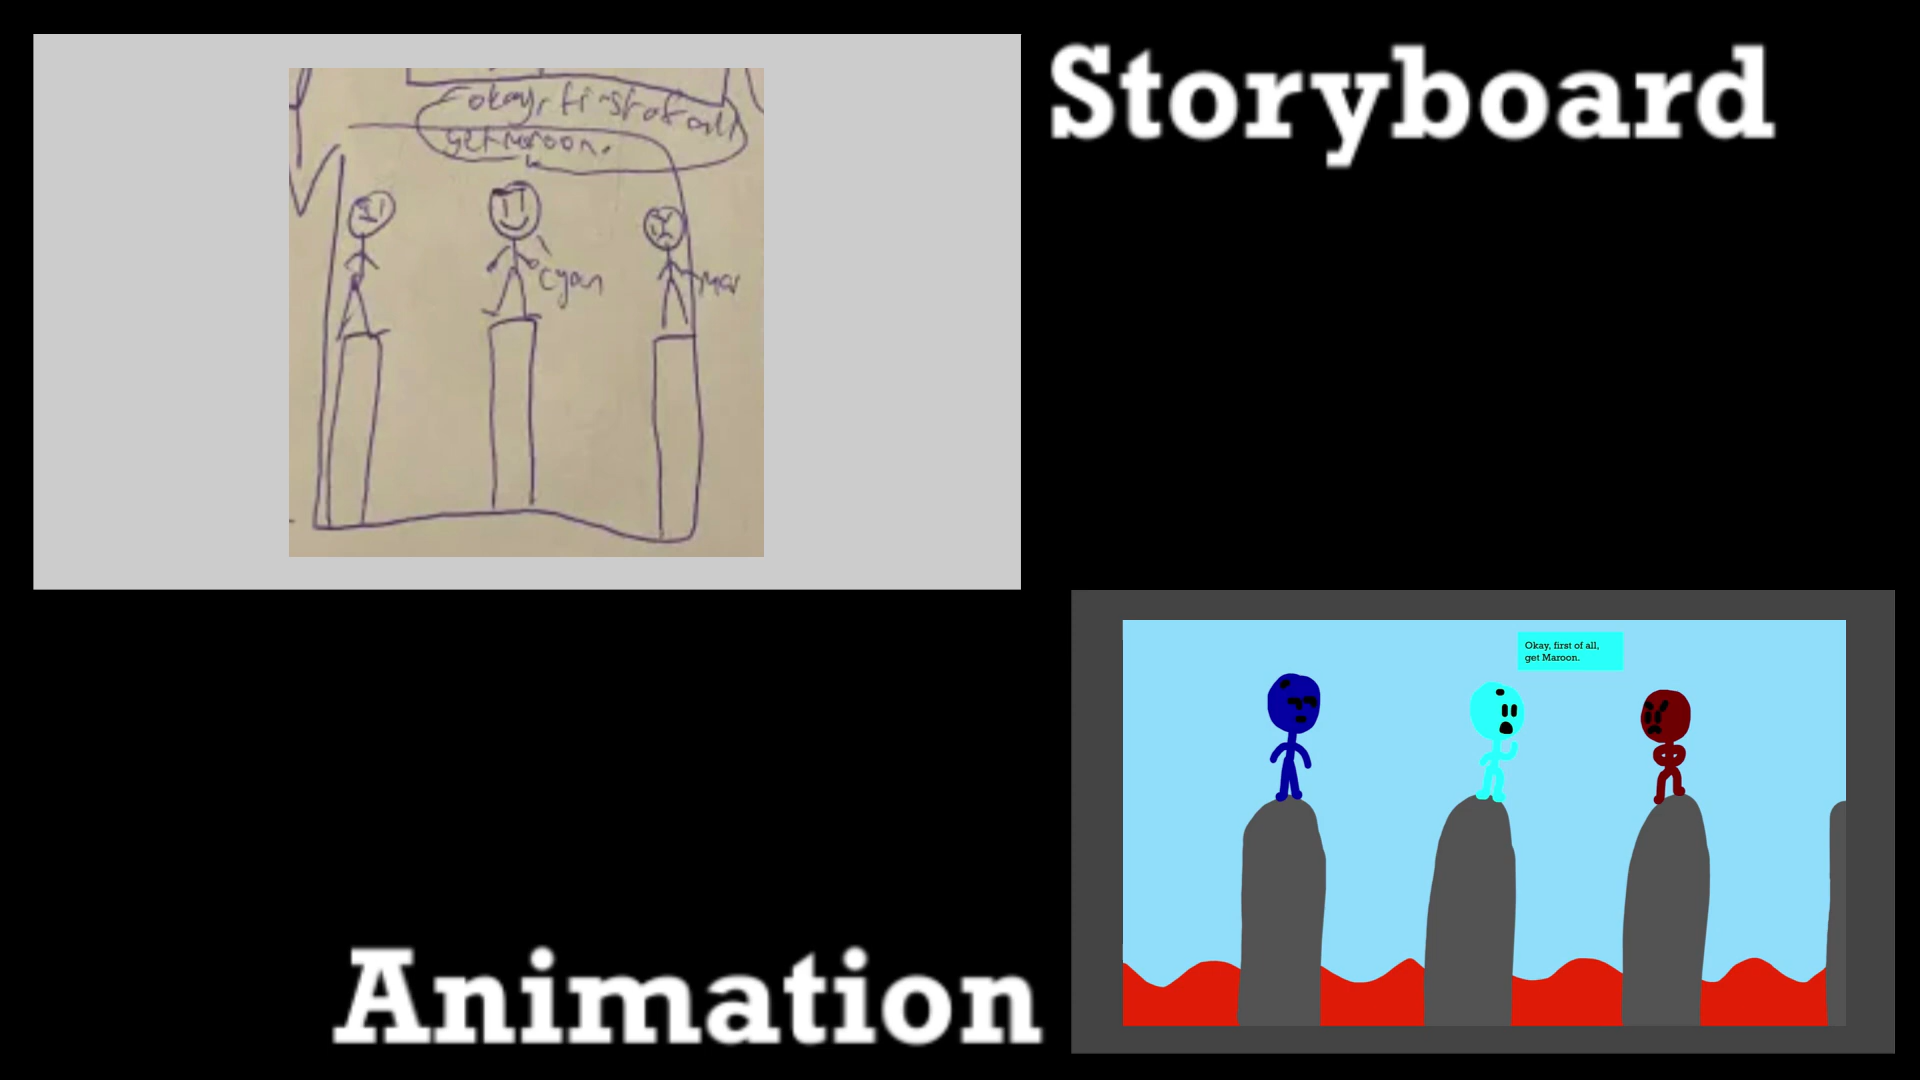 Storyboard
okay, first of all
get Maroon.
Cyan
Mar
Okay, first of all,
get Maroon.
Animation